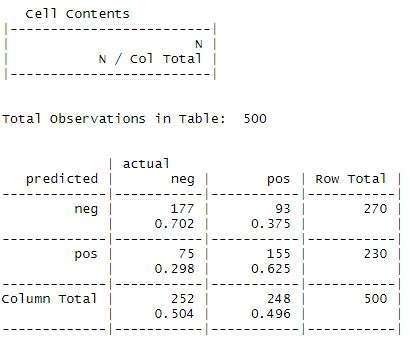 Cell Contents
|-------------------------|
|                       N |
|           N / Col Total |
|-------------------------|
Total Observations in Table:  500
             | actual
   predicted |       neg |       pos | Row Total |
-------------|-----------|-----------|-----------|
         neg |       177 |        93 |       270 |
             |     0.702 |     0.375 |           |
-------------|-----------|-----------|-----------|
         pos |        75 |       155 |       230 |
             |     0.298 |     0.625 |           |
-------------|-----------|-----------|-----------|
Column Total |       252 |       248 |       500 |
             |     0.504 |     0.496 |           |
-------------|-----------|-----------|-----------|